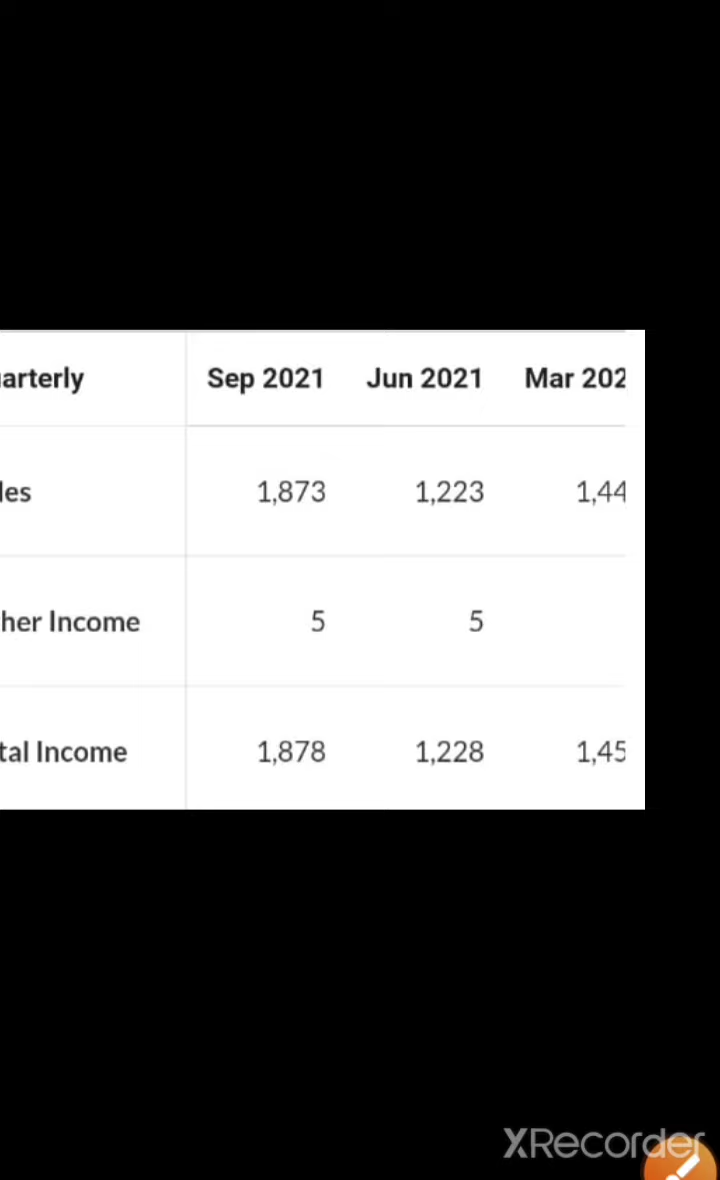 uarterly Sep 2021 Jun 2021 Mar 202
les 1,873 1,223 1,44
her Income 5 5
tal Income 1,878 1,228 1,45
XRecorder